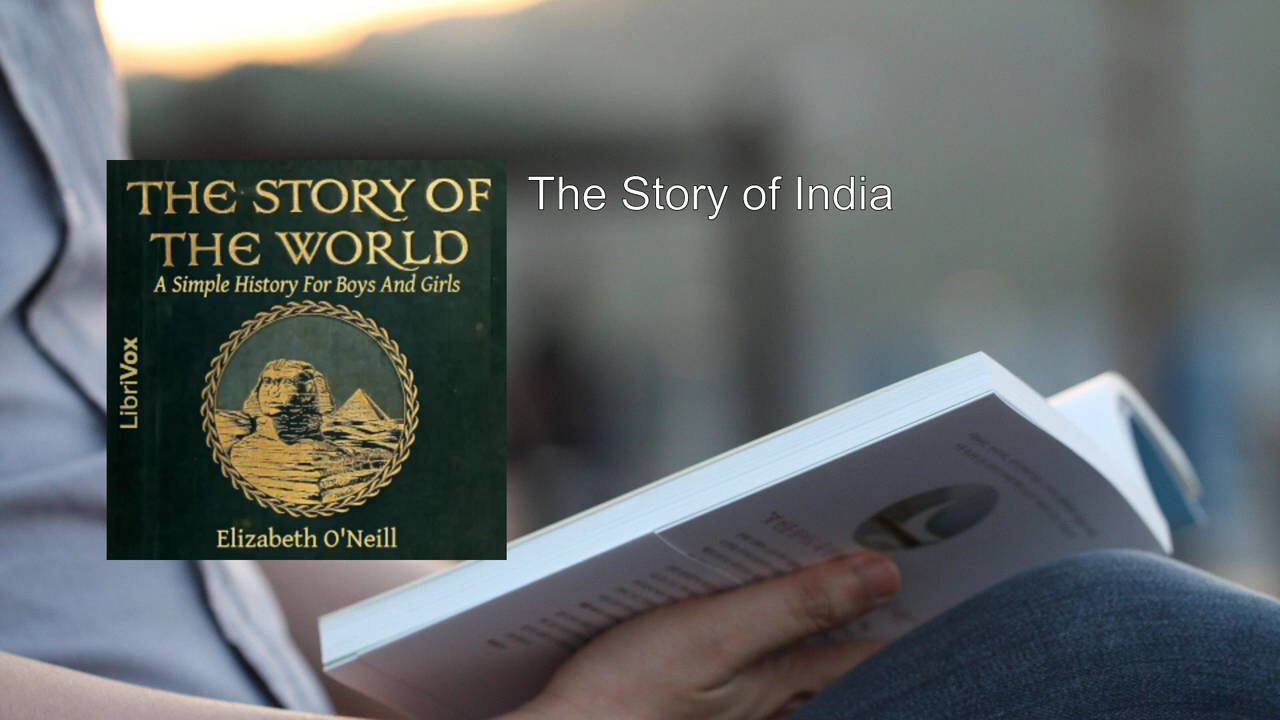 THE STORY OF
THE WORLD
A Simple History For Boys And Girls
LibriVox
Elizabeth O'Neill
The Story of India